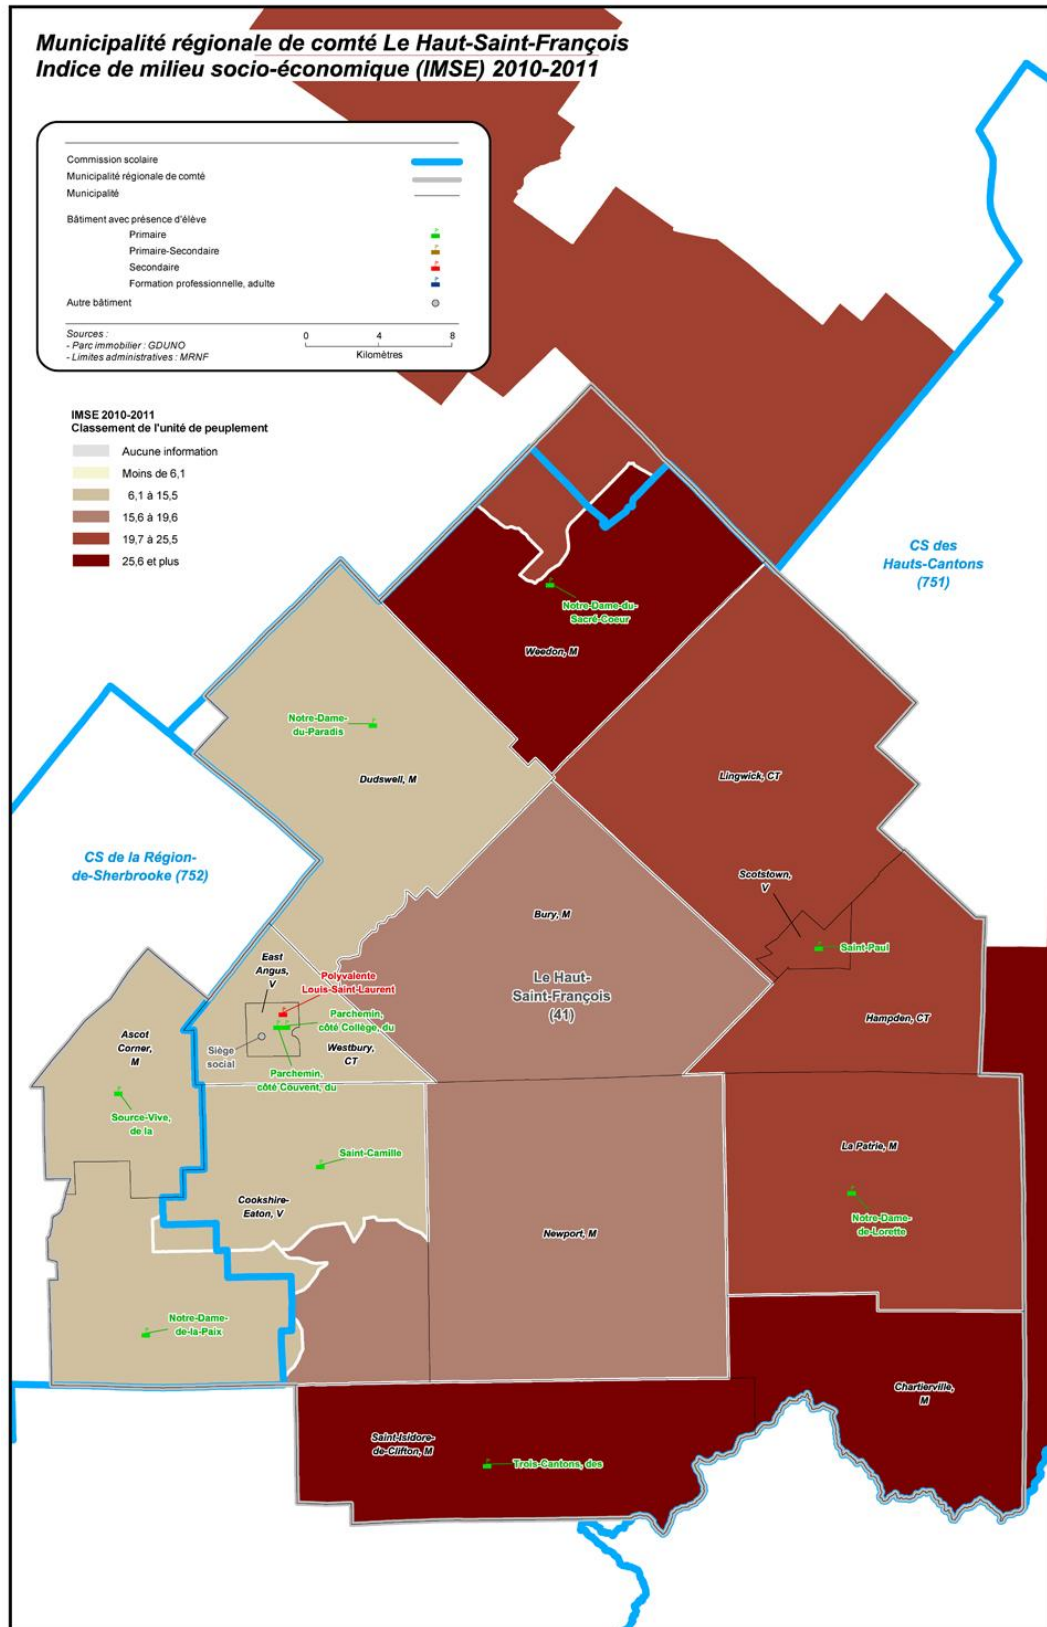 Municipalité régionale de comté Le Haut-Saint-François
Indice de milieu socio-économique (IMSE) 2010-2011
Commission scolaire
Municipalité régionale de comté
Municipalité
Bâtiment avec présence d'élève
Primaire
Primaire-Secondaire
Secondaire
Formation professionnelle, adulte
Autre bâtiment
Sources :
- Parc immobilier : GDUNO
- Limites administratives : MRNF
0 4 8
Kilomètres
IMSE 2010-2011
Classement de l'unité de peuplement
Aucune information
Moins de 6,1
6,1 à 15,5
15,6 à 19,6
19,7 à 25,5
25,6 et plus
CS des
Hauts-Cantons
(751)
Notre-Dame-du-
Sacré-Coeur
Weedon, M
Notre-Dame-
du-Paradis
Dudswell, M
Lingwick, CT
CS de la Région-
de-Sherbrooke (752)
Scotstown,
V
Bury, M
Saint-Paul
East
Angus,
V
Polyvalente
Louis-Saint-Laurent
Le Haut-
Saint-François
(41)
Parchemin,
côté Collège, du
Hampden, CT
Ascot
Corner,
M
Siège
social
Westbury,
CT
Parchemin,
côté Couvent, du
Source-Vive,
de la
Saint-Camille
La Patrie, M
Cookshire-
Eaton, V
Newport, M
Notre-Dame-
de-Lorette
Notre-Dame-
de-la-Paix
Chartierville,
M
Saint-Isidore-
de-Clifton, M
Trois-Cantons, des